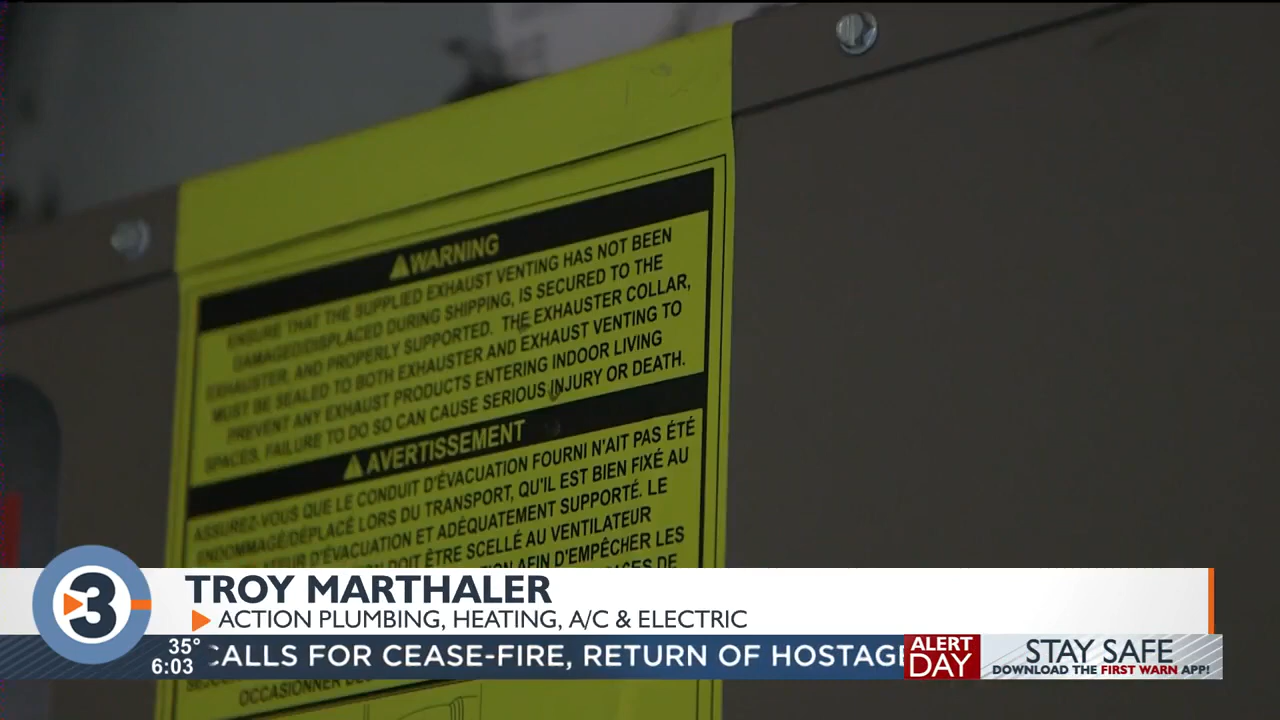 ⚠WARNING
ENSURE THAT THE SUPPLIED EXHAUST VENTING HAS NOT BEEN
DAMAGED/DISPLACED DURING SHIPPING, IS SECURED TO THE
EXHAUSTER, AND PROPERLY SUPPORTED. THE EXHAUSTER COLLAR,
MUST BE SEALED TO BOTH EXHAUSTER AND EXHAUST VENTING TO
PREVENT ANY EXHAUST PRODUCTS ENTERING INDOOR LIVING
SPACES, FAILURE TO DO SO CAN CAUSE SERIOUS INJURY OR DEATH.
⚠AVERTISSEMENT
ASSUREZ-VOUS QUE LE CONDUIT D'ÉVACUATION FOURNI N'AIT PAS ÉTÉ
ENDOMMAGÉ/DÉPLACÉ LORS DU TRANSPORT, QU'IL EST BIEN FIXÉ AU
D'ÉVACUATION ET ADÉQUATEMENT SUPPORTÉ. LE
DOIT ÊTRE SCELLÉ AU VENTILATEUR
AFIN D'EMPÊCHER LES
DE
3
TROY MARTHALER
ACTION PLUMBING, HEATING, A/C & ELECTRIC
35°
6:03
CALLS FOR CEASE-FIRE, RETURN OF HOSTAGE
ALERT
DAY
STAY SAFE
DOWNLOAD THE FIRST WARN APP!
OCCASIONNER